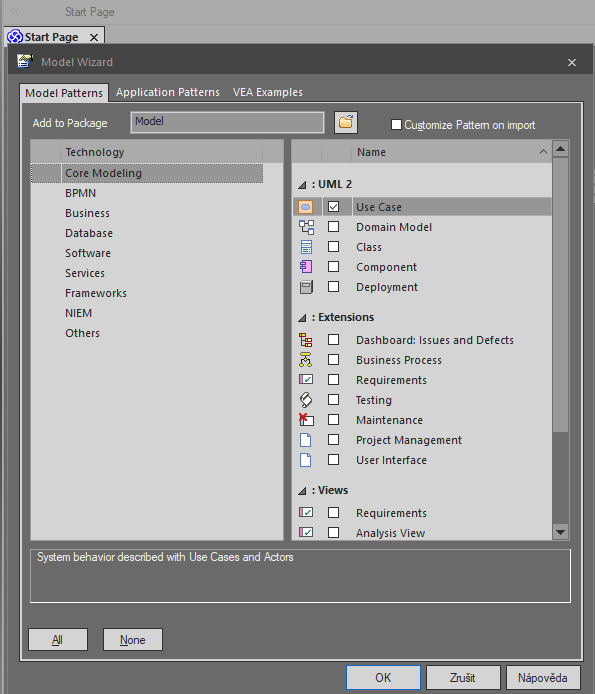 Start Page
Start Page
Model Wizard
Model Patterns Application Patterns VEA Examples
Add to Package Model Customize Pattern on import
Technology
Core Modeling
BPMN
Business
Database
Software
Services
Frameworks
NIEM
Others
Name
: UML 2
Use Case
Domain Model
Class
Component
Deployment
: Extensions
Dashboard: Issues and Defects
Business Process
Requirements
Testing
Maintenance
Project Management
User Interface
: Views
Requirements
Analysis View
System behavior described with Use Cases and Actors
All None
OK Zrušit Nápověda